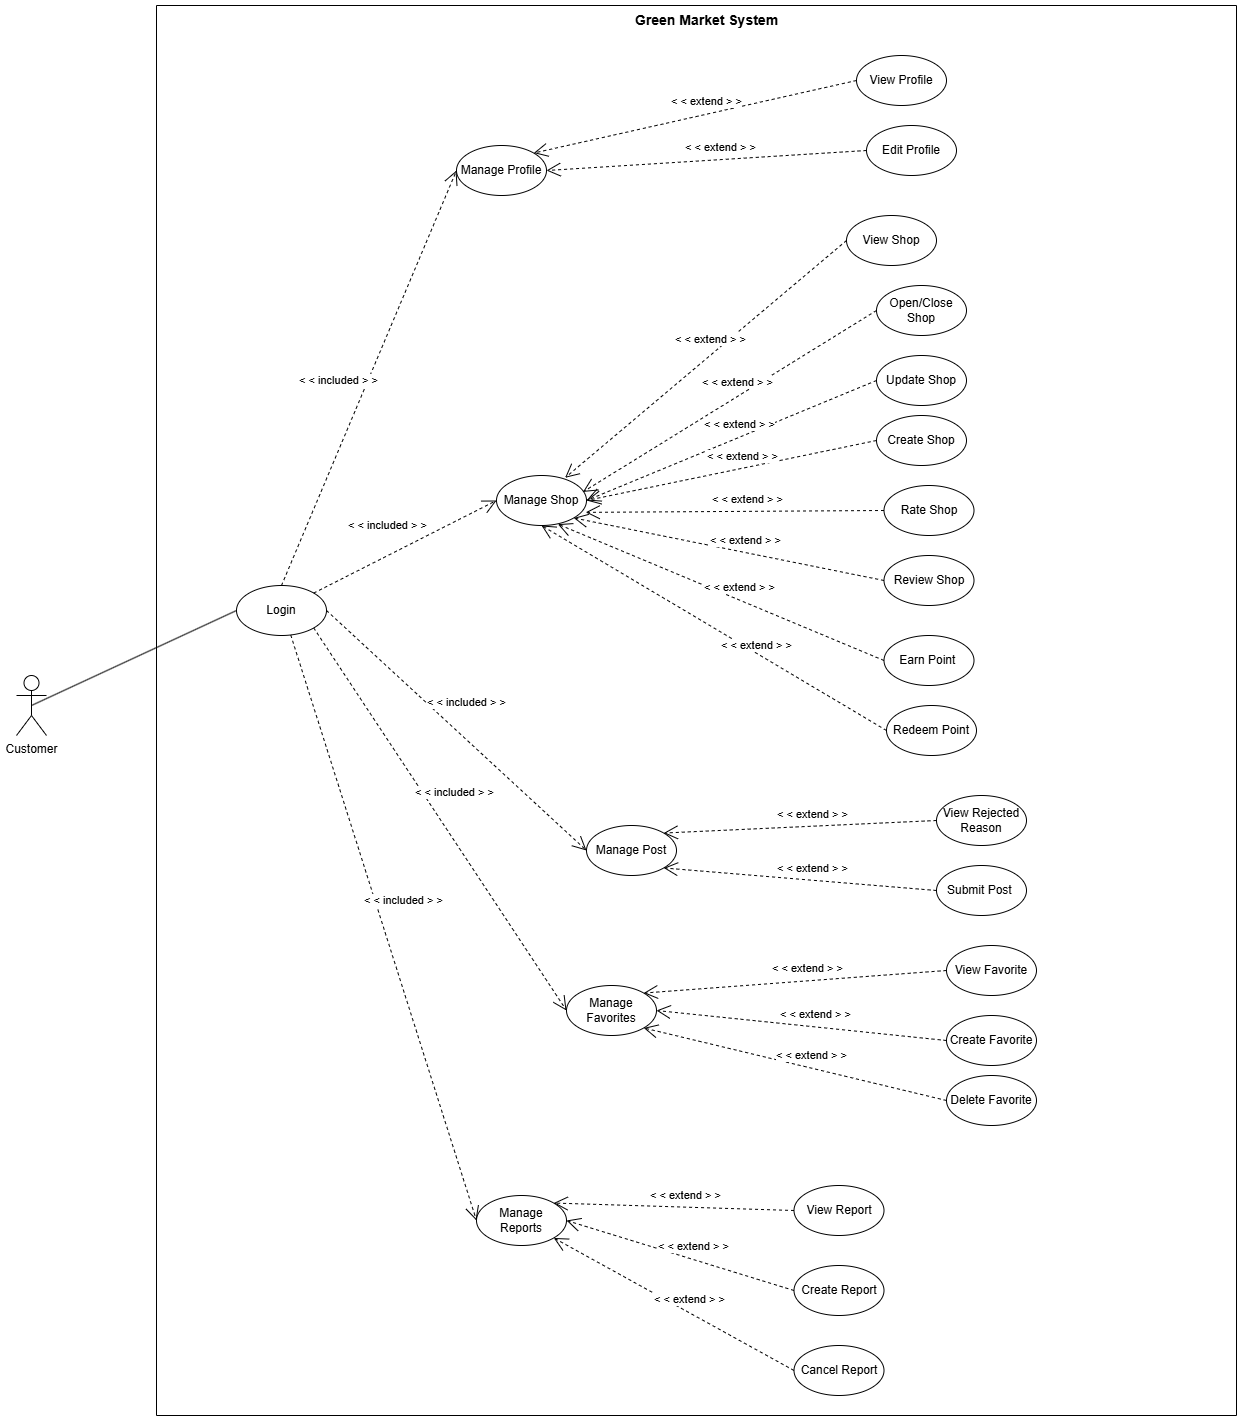 Green Market System
View Profile
< < extend > >
Edit Profile
< < extend > >
Manage Profile
View Shop
Open/Close
Shop
< < extend > >
Update Shop
< < extend > >
< < included > >
< < extend > >
Create Shop
< < extend > >
Manage Shop
< < extend > >
Rate Shop
< < included > >
< < extend > >
Review Shop
< < extend > >
Login
< < extend > >
Earn Point
< < included > >
Redeem Point
Customer
< < included > >
< < extend > >
View Rejected
Reason
Manage Post
< < extend > >
Submit Post
< < included > >
< < extend > >
View Favorite
Manage
Favorites
< < extend > >
Create Favorite
< < extend > >
Delete Favorite
< < extend > >
Manage
Reports
View Report
< < extend > >
Create Report
< < extend > >
Cancel Report